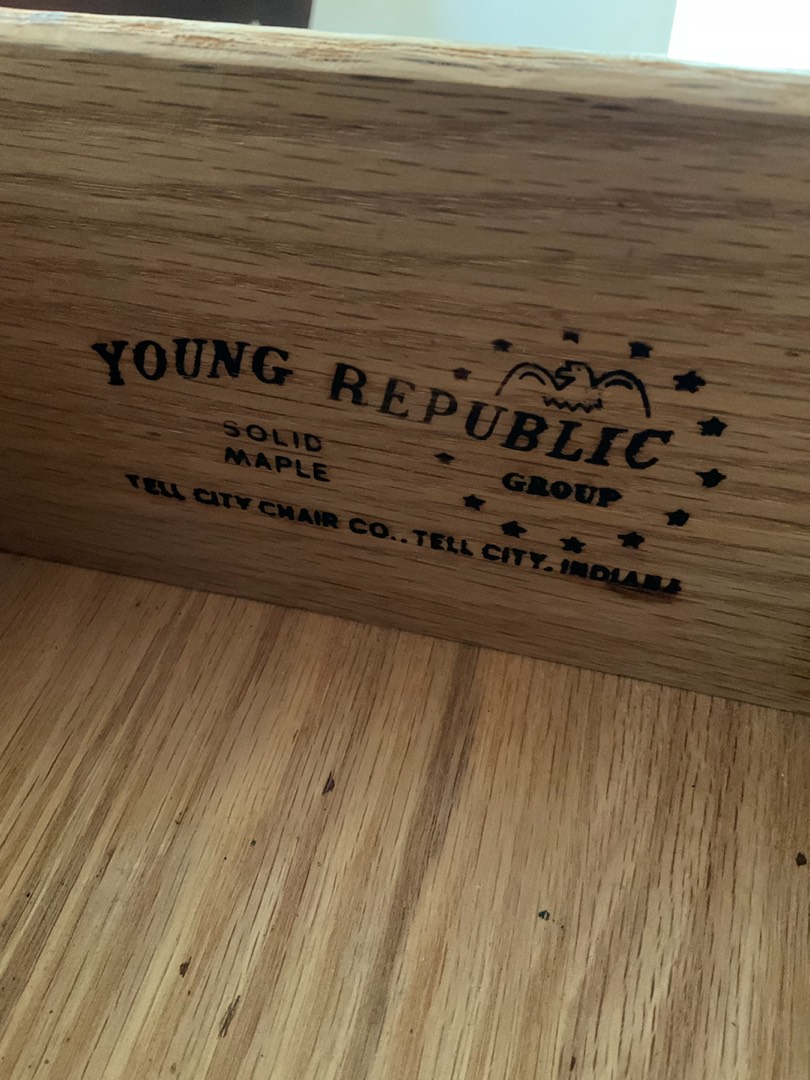 YOUNG REPUBLIC
SOLID
MAPLE
GROUP
TELL CITY CHAIR CO., TELL CITY, INDIANA